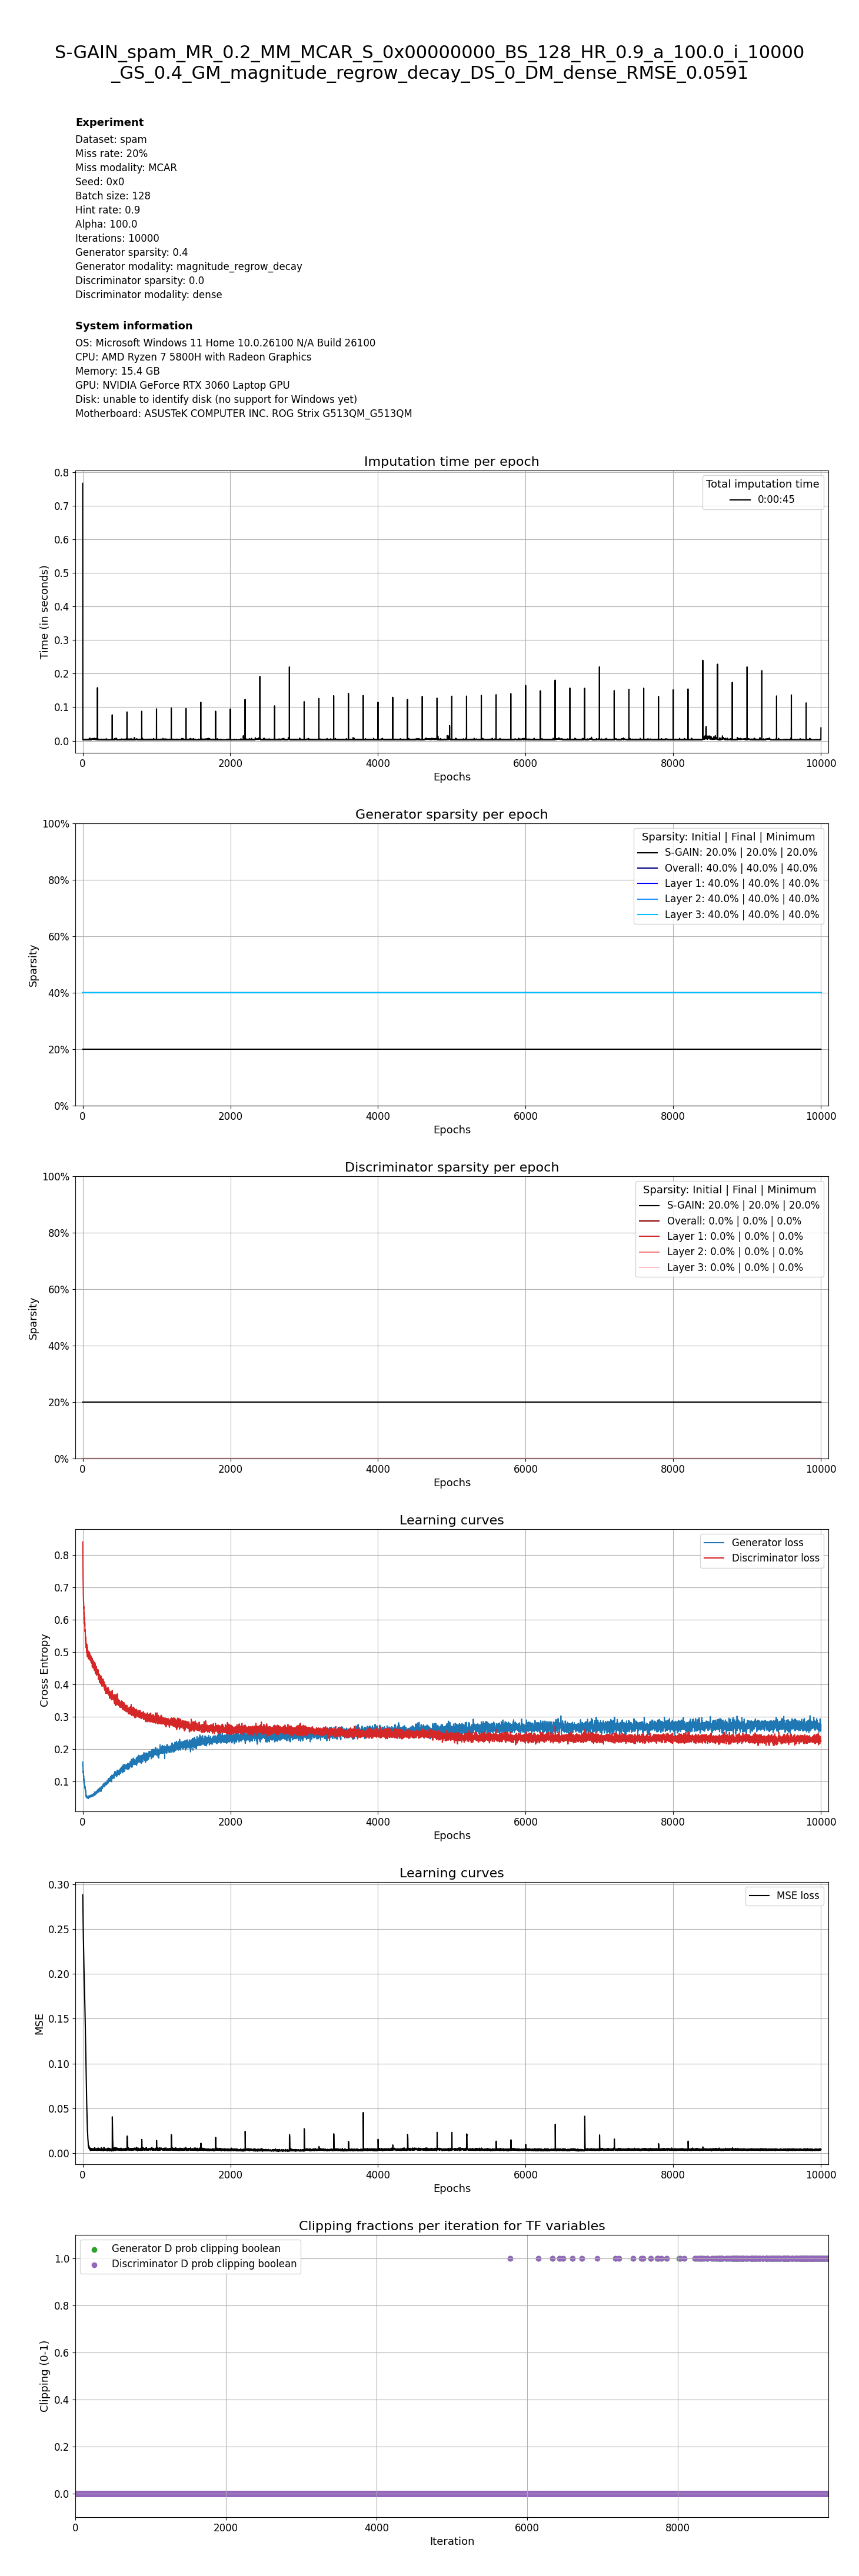 S-GAIN_spam_MR_0.2_MM_MCAR_S_0x00000000_BS_128_HR_0.9_a_100.0_i_10000
_GS_0.4_GM_magnitude_regrow_decay_DS_0_DM_dense_RMSE_0.0591
Experiment
Dataset: spam
Miss rate: 20%
Miss modality: MCAR
Seed: 0x0
Batch size: 128
Hint rate: 0.9
Alpha: 100.0
Iterations: 10000
Generator sparsity: 0.4
Generator modality: magnitude_regrow_decay
Discriminator sparsity: 0.0
Discriminator modality: dense
System information
OS: Microsoft Windows 11 Home 10.0.26100 N/A Build 26100
CPU: AMD Ryzen 7 5800H with Radeon Graphics
Memory: 15.4 GB
GPU: NVIDIA GeForce RTX 3060 Laptop GPU
Disk: unable to identify disk (no support for Windows yet)
Motherboard: ASUSTeK COMPUTER INC. ROG Strix G513QM_G513QM
Imputation time per epoch
Total imputation time
0:00:45
Time (in seconds)
0.8
0.7
0.6
0.5
0.4
0.3
0.2
0.1
0.0
0 2000 4000 6000 8000 10000
Epochs
Generator sparsity per epoch
Sparsity: Initial | Final | Minimum
S-GAIN: 20.0% | 20.0% | 20.0%
Overall: 40.0% | 40.0% | 40.0%
Layer 1: 40.0% | 40.0% | 40.0%
Layer 2: 40.0% | 40.0% | 40.0%
Layer 3: 40.0% | 40.0% | 40.0%
Sparsity
100%
80%
60%
40%
20%
0%
0 2000 4000 6000 8000 10000
Epochs
Discriminator sparsity per epoch
Sparsity: Initial | Final | Minimum
S-GAIN: 20.0% | 20.0% | 20.0%
Overall: 0.0% | 0.0% | 0.0%
Layer 1: 0.0% | 0.0% | 0.0%
Layer 2: 0.0% | 0.0% | 0.0%
Layer 3: 0.0% | 0.0% | 0.0%
Sparsity
100%
80%
60%
40%
20%
0%
0 2000 4000 6000 8000 10000
Epochs
Learning curves
Generator loss
Discriminator loss
Cross Entropy
0.8
0.7
0.6
0.5
0.4
0.3
0.2
0.1
0 2000 4000 6000 8000 10000
Epochs
Learning curves
MSE loss
MSE
0.30
0.25
0.20
0.15
0.10
0.05
0.00
0 2000 4000 6000 8000 10000
Epochs
Clipping fractions per iteration for TF variables
Generator D prob clipping boolean
Discriminator D prob clipping boolean
Clipping (0-1)
1.0
0.8
0.6
0.4
0.2
0.0
0 2000 4000 6000 8000
Iteration